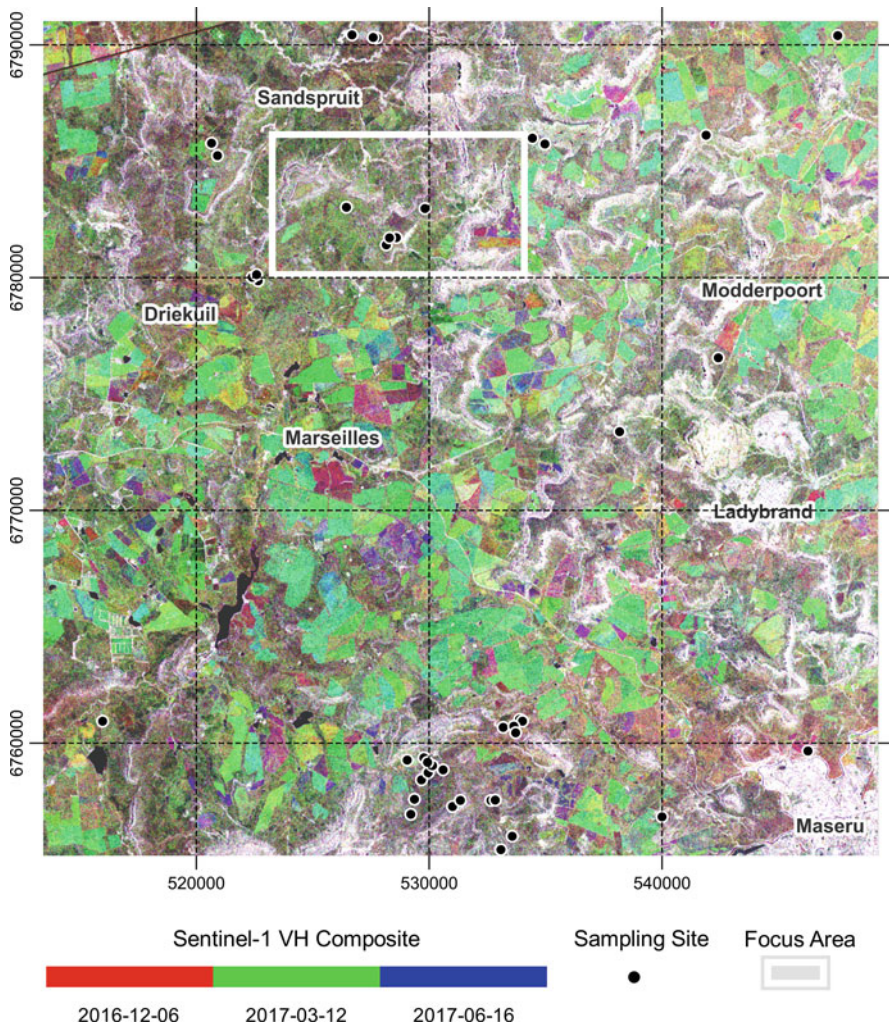 6790000
Sandspruit
6780000
Modderpoort
Driekuil
Marseilles
6770000
Ladybrand
6760000
Maseru
520000 530000 540000
Sentinel-1 VH Composite Sampling Site Focus Area
2016-12-06 2017-03-12 2017-06-16